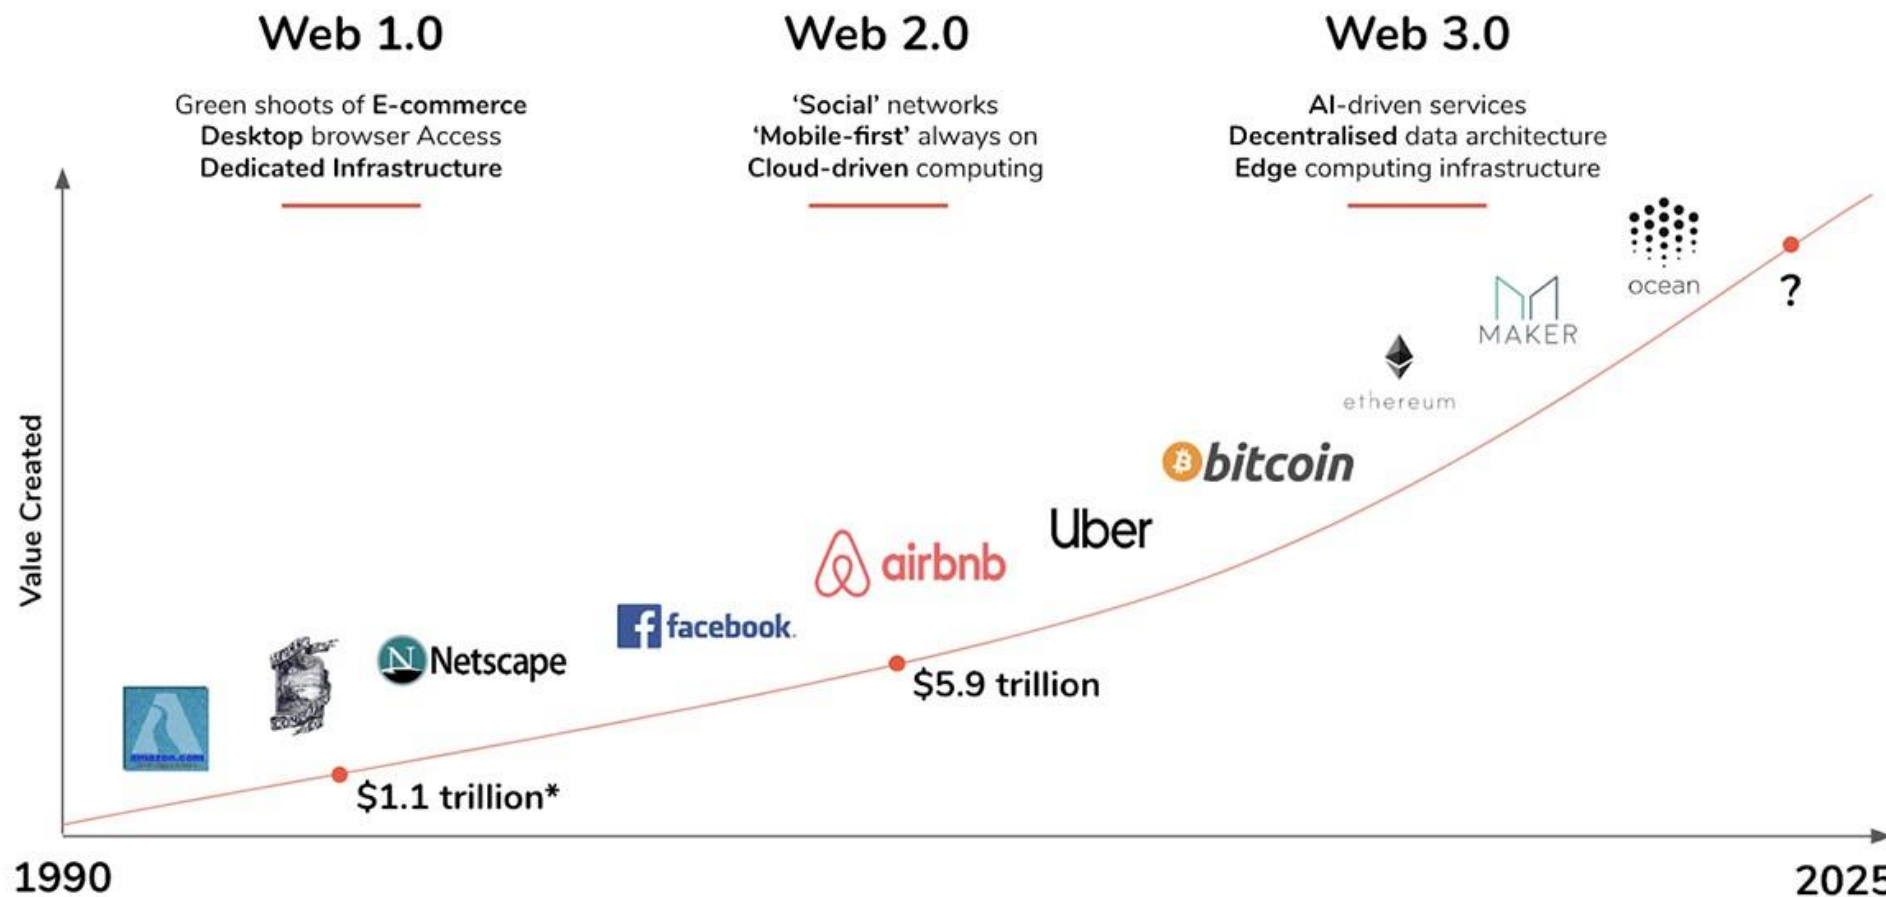 Web 1.0
Green shoots of E-commerce
Desktop browser Access
Dedicated Infrastructure
Web 2.0
‘Social’ networks
‘Mobile-first’ always on
Cloud-driven computing
Web 3.0
AI-driven services
Decentralised data architecture
Edge computing infrastructure
Value Created
amazon.com
N Netscape
facebook.
airbnb
Uber
bitcoin
ethereum
MAKER
ocean
?
$1.1 trillion*
$5.9 trillion
1990
2025